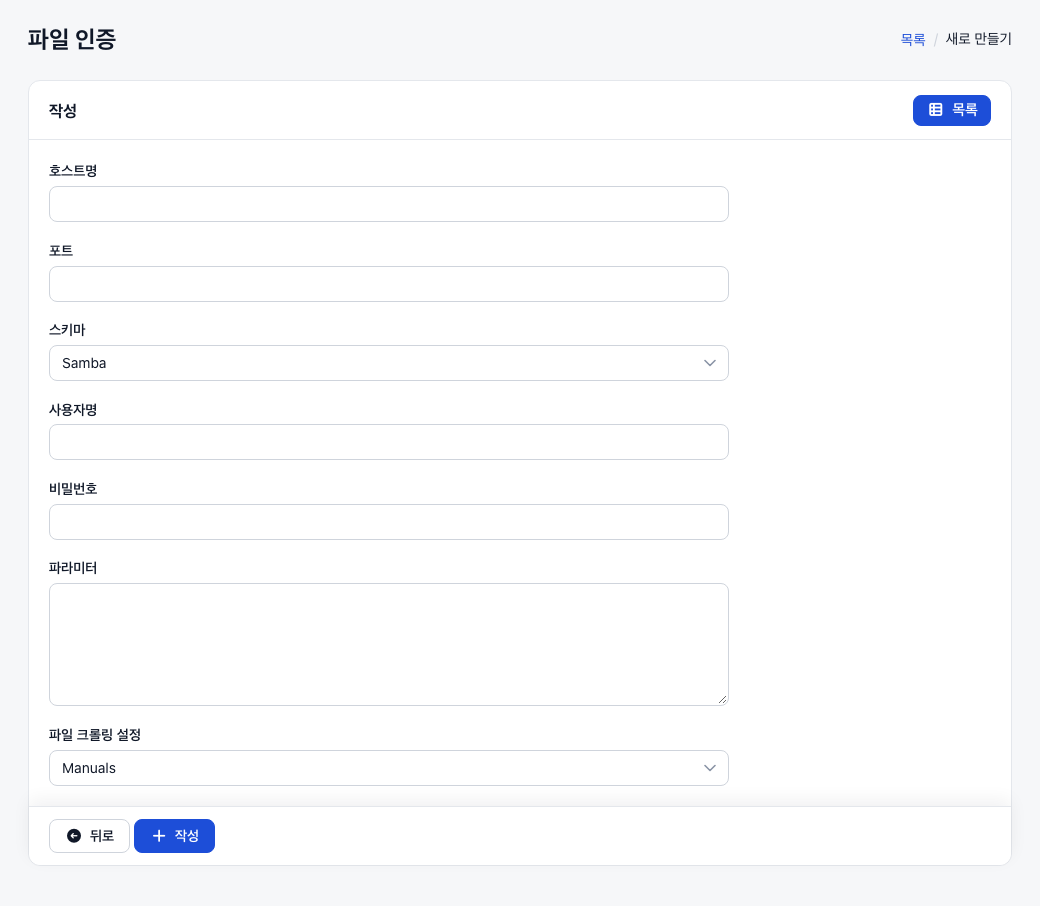 파일 인증
목록 / 새로 만들기
작성
목록
호스트명
포트
스키마
Samba
사용자명
비밀번호
파라미터
파일 크롤링 설정
Manuals
뒤로
작성